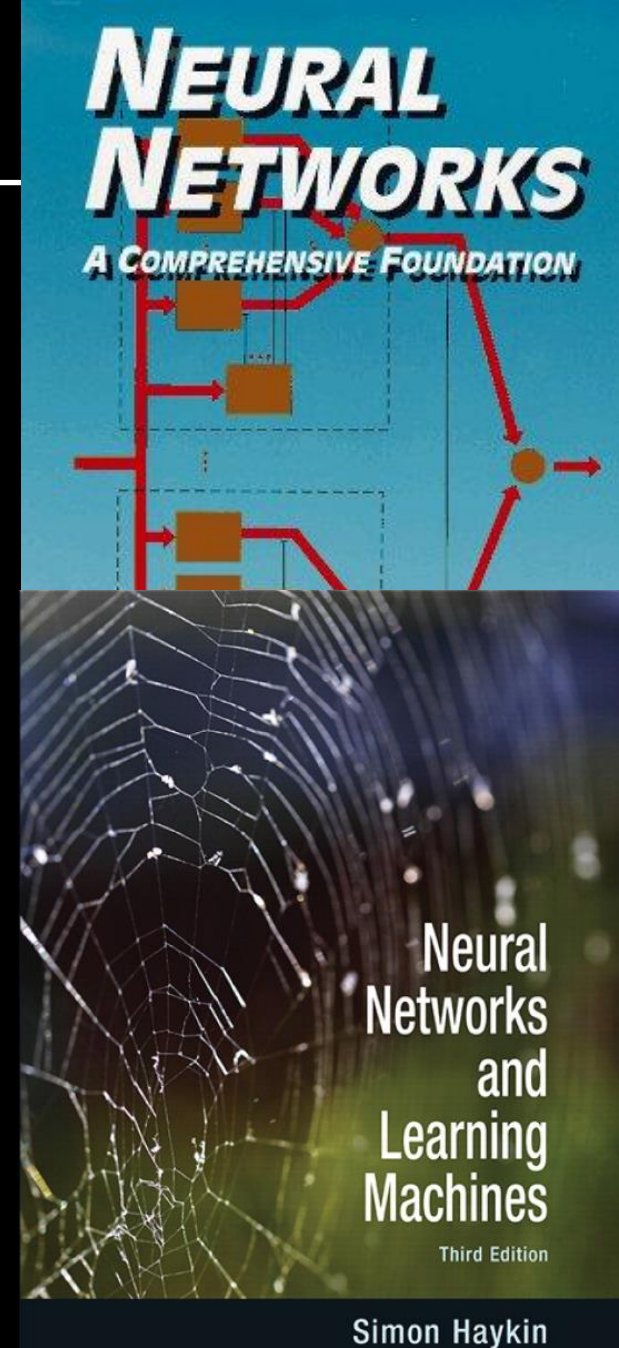 NEURAL
NETWORKS
A COMPREHENSIVE FOUNDATION
Neural
Networks
and
Learning
Machines
Third Edition
Simon Haykin